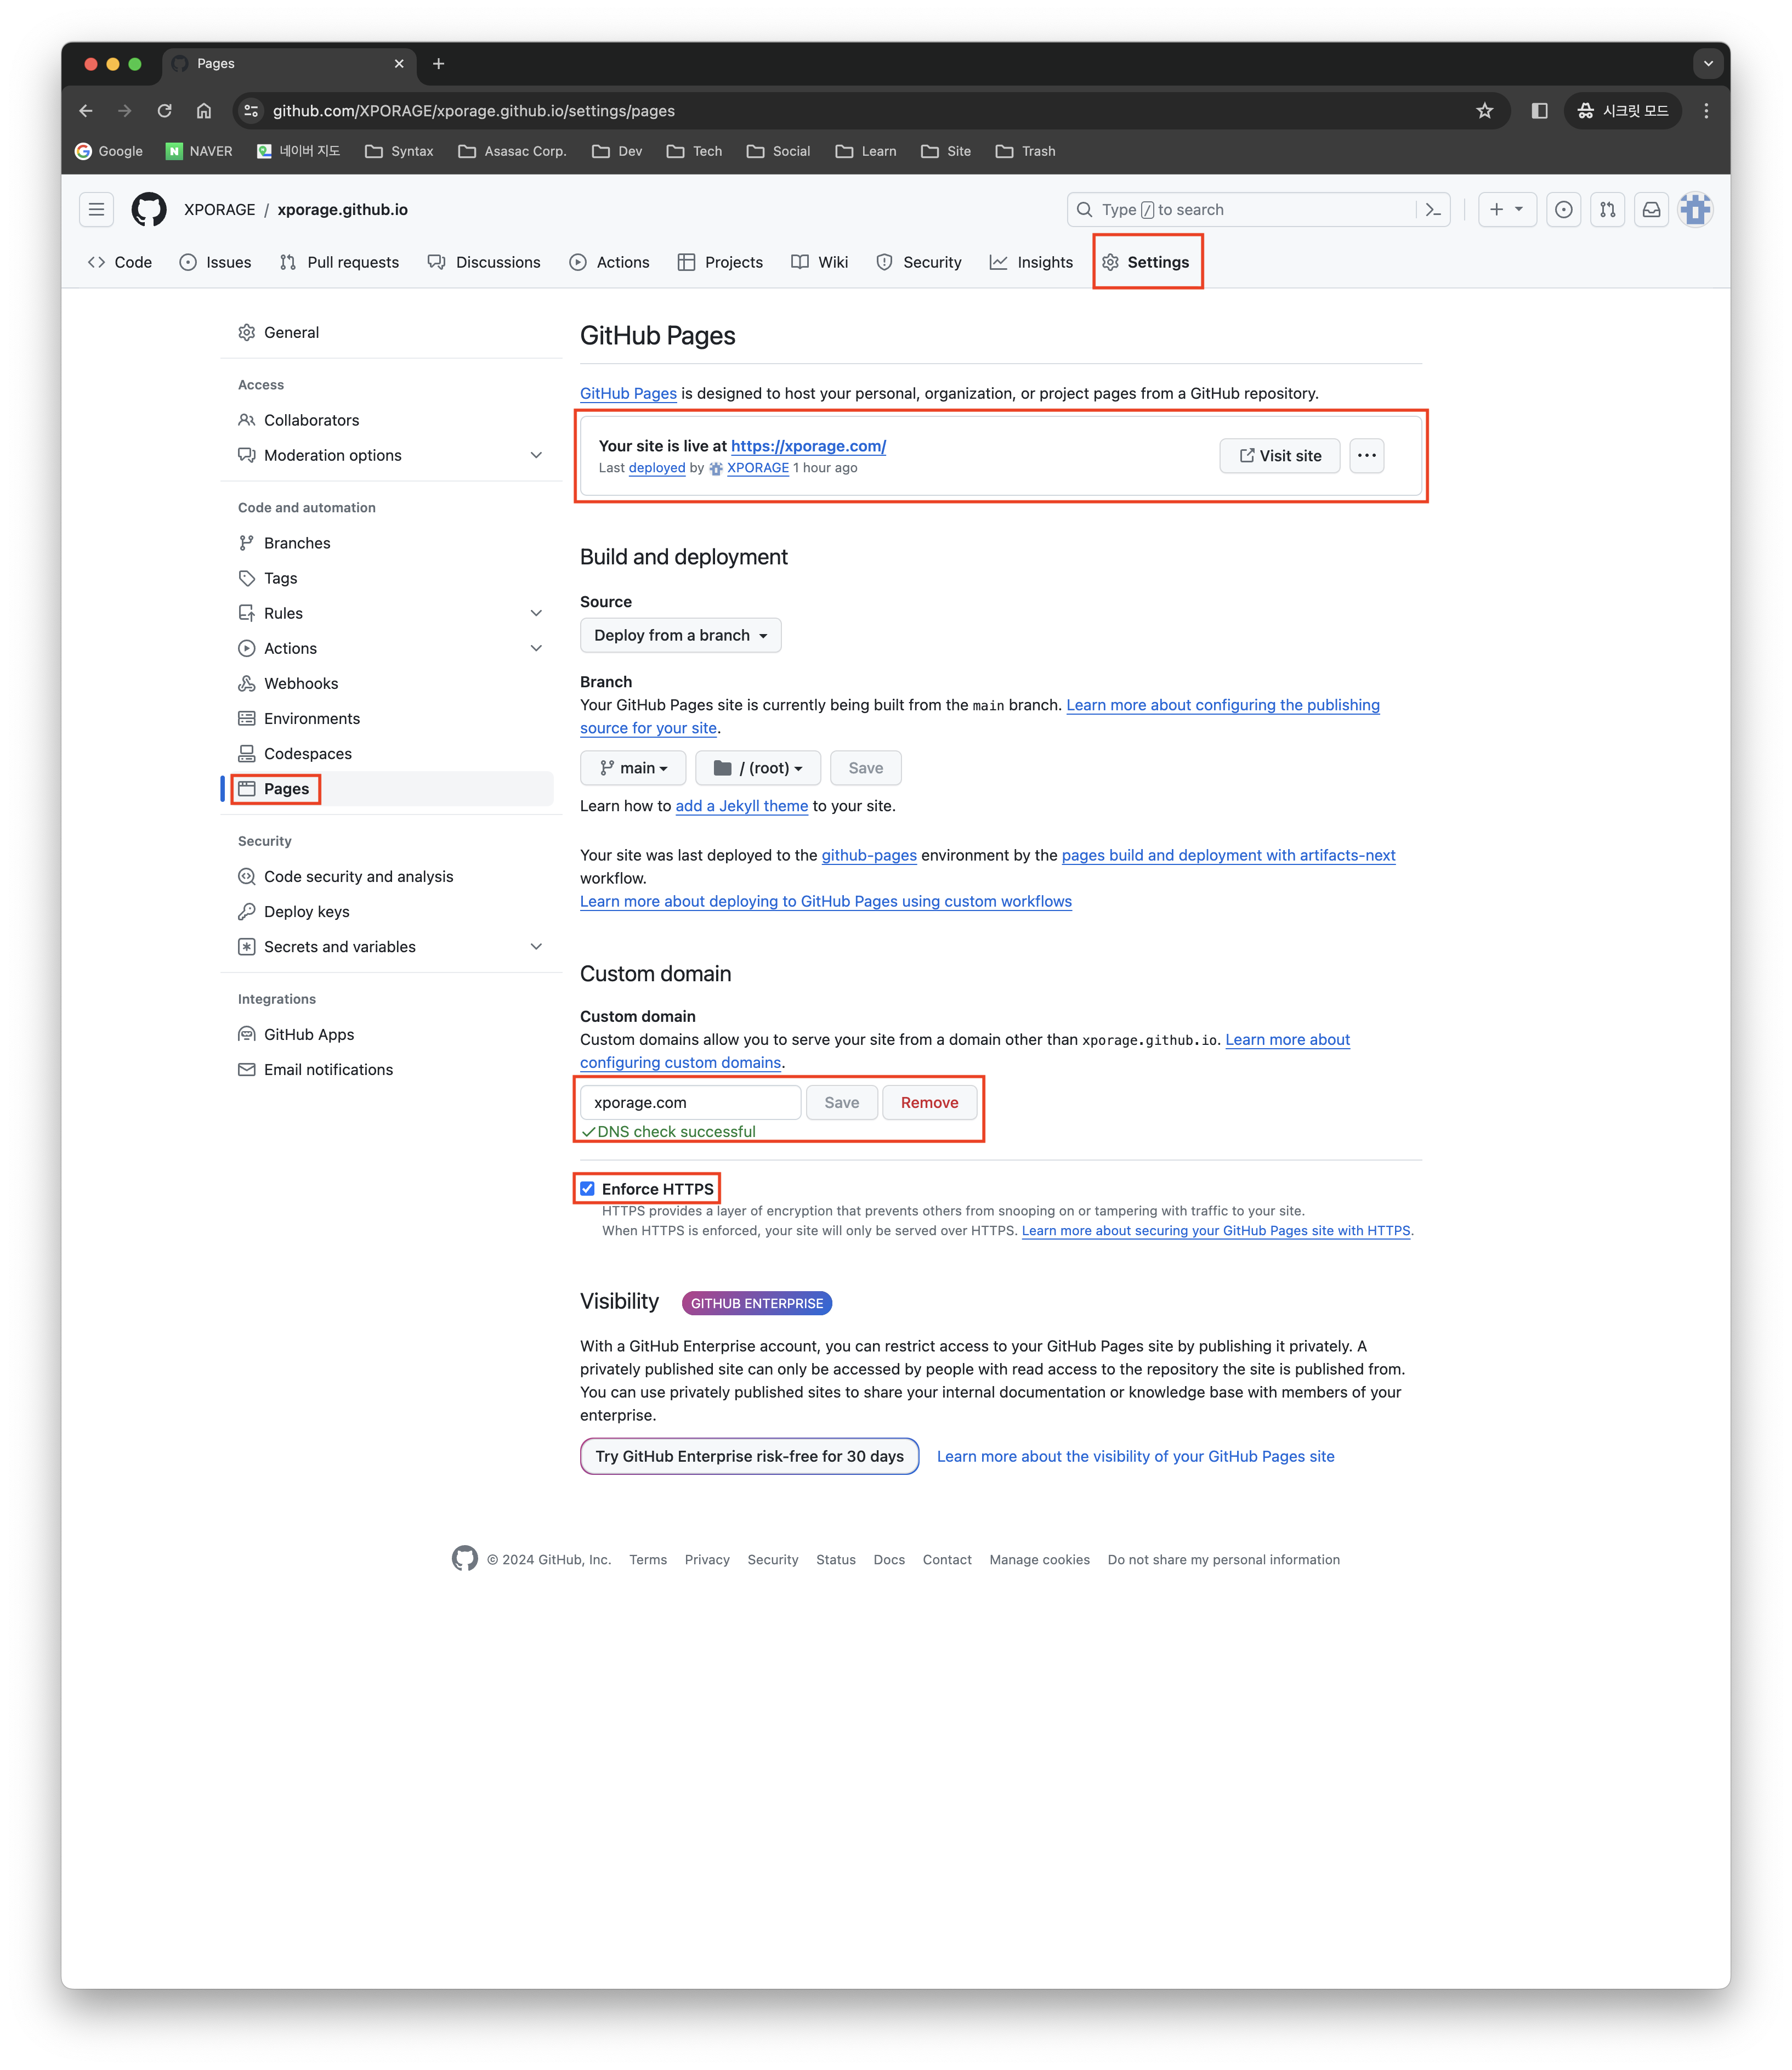 Pages
github.com/XPORAGE/xporage.github.io/settings/pages
시크릿 모드
Google NAVER 네이버 지도 Syntax Asasac Corp. Dev Tech Social Learn Site Trash
XPORAGE / xporage.github.io
Type / to search
Code Issues Pull requests Discussions Actions Projects Wiki Security Insights Settings
General
Access
Collaborators
Moderation options
Code and automation
Branches
Tags
Rules
Actions
Webhooks
Environments
Codespaces
Pages
Security
Code security and analysis
Deploy keys
Secrets and variables
Integrations
GitHub Apps
Email notifications
GitHub Pages
GitHub Pages is designed to host your personal, organization, or project pages from a GitHub repository.
Your site is live at https://xporage.com/
Last deployed by XPORAGE 1 hour ago
Visit site
Build and deployment
Source
Deploy from a branch
Branch
Your GitHub Pages site is currently being built from the main branch. Learn more about configuring the publishing
source for your site.
main / (root) Save
Learn how to add a Jekyll theme to your site.
Your site was last deployed to the github-pages environment by the pages build and deployment with artifacts-next
workflow.
Learn more about deploying to GitHub Pages using custom workflows
Custom domain
Custom domain
Custom domains allow you to serve your site from a domain other than xporage.github.io. Learn more about
configuring custom domains.
xporage.com Save Remove
DNS check successful
Enforce HTTPS
HTTPS provides a layer of encryption that prevents others from snooping on or tampering with traffic to your site.
When HTTPS is enforced, your site will only be served over HTTPS. Learn more about securing your GitHub Pages site with HTTPS.
Visibility GITHUB ENTERPRISE
With a GitHub Enterprise account, you can restrict access to your GitHub Pages site by publishing it privately. A
privately published site can only be accessed by people with read access to the repository the site is published from.
You can use privately published sites to share your internal documentation or knowledge base with members of your
enterprise.
Try GitHub Enterprise risk-free for 30 days Learn more about the visibility of your GitHub Pages site
© 2024 GitHub, Inc. Terms Privacy Security Status Docs Contact Manage cookies Do not share my personal information